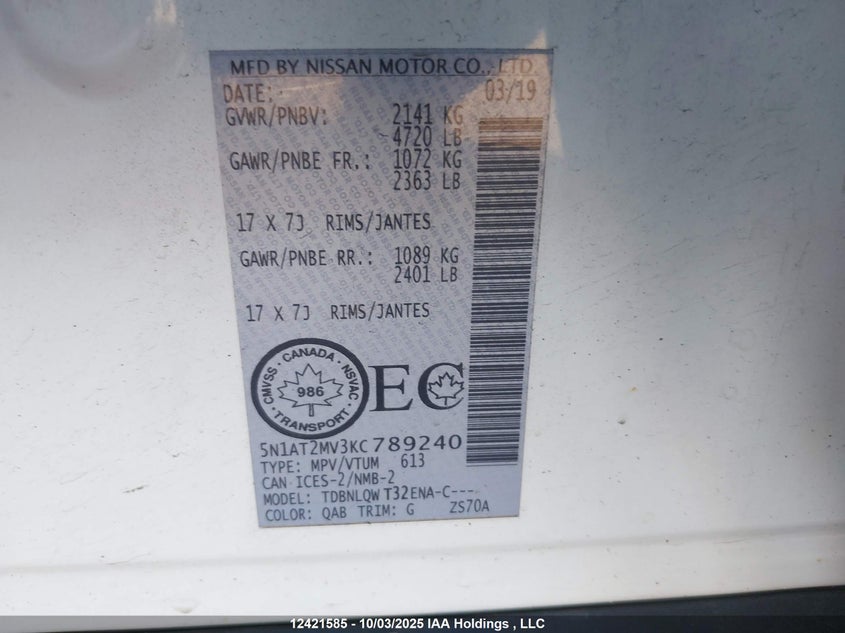 MFD BY NISSAN MOTOR CO., LTD.
DATE: 03/19
GVWR/PNBV: 2141 KG
4720 LB
GAWR/PNBE FR.: 1072 KG
2363 LB
17 X 7J RIMS/JANTES
GAWR/PNBE RR.: 1089 KG
2401 LB
17 X 7J RIMS/JANTES
CMVSS · CANADA · NSVAC
986
· TRANSPORT ·
EC
5N1AT2MV3KC789240
TYPE: MPV/VTUM 613
CAN ICES-2/NMB-2
MODEL: TDBNLQW T32ENA-C---
COLOR: QAB TRIM: G ZS70A
12421585 - 10/03/2025 IAA Holdings , LLC